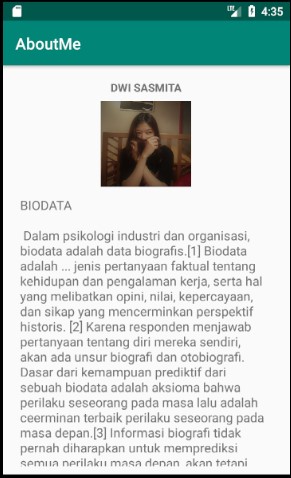 LTE 4:35
AboutMe
DWI SASMITA
BIODATA
Dalam psikologi industri dan organisasi,
biodata adalah data biografis.[1] Biodata
adalah ... jenis pertanyaan faktual tentang
kehidupan dan pengalaman kerja, serta hal
yang melibatkan opini, nilai, kepercayaan,
dan sikap yang mencerminkan perspektif
historis. [2] Karena responden menjawab
pertanyaan tentang diri mereka sendiri,
akan ada unsur biografi dan otobiografi.
Dasar dari kemampuan prediktif dari
sebuah biodata adalah aksioma bahwa
perilaku seseorang pada masa lalu adalah
ceerminan terbaik perilaku seseorang pada
masa depan.[3] Informasi biografi tidak
pernah diharapkan untuk memprediksi
semua perilaku masa depan, akan tetapi